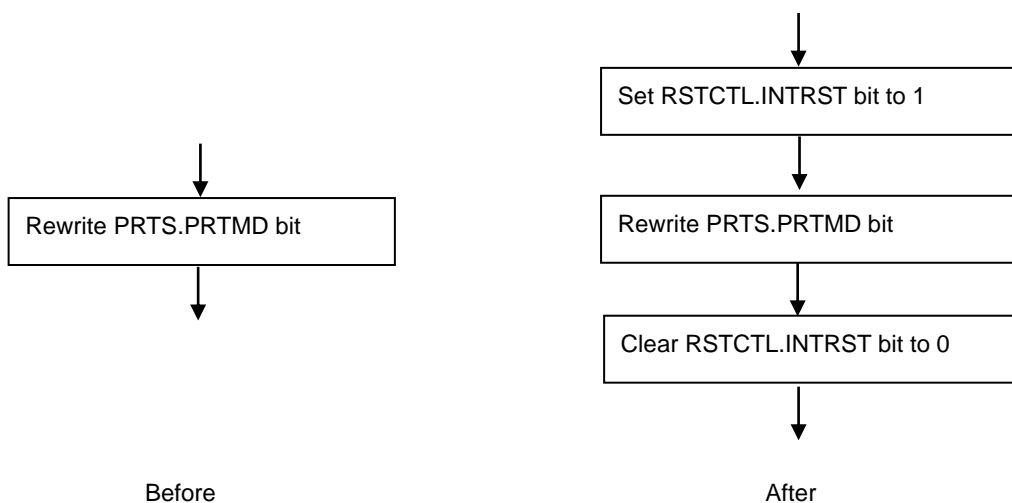 Set RSTCTL.INTRST bit to 1
Rewrite PRTS.PRTMD bit
Rewrite PRTS.PRTMD bit
Clear RSTCTL.INTRST bit to 0
Before
After